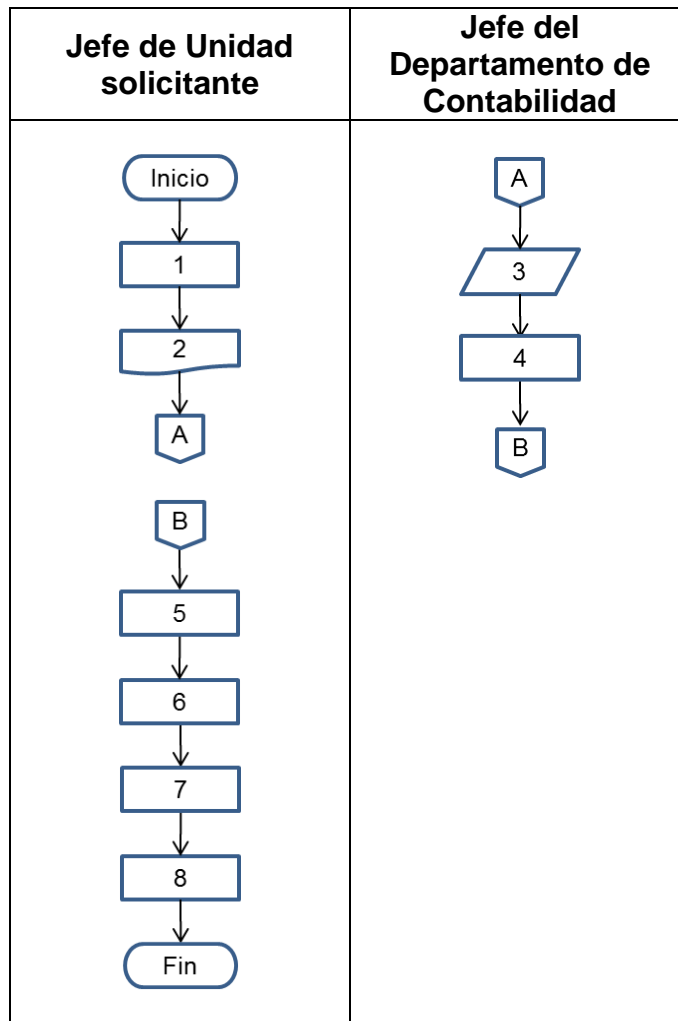 Jefe de Unidad
solicitante
Jefe del
Departamento de
Contabilidad
Inicio
1
2
A
B
5
6
7
8
Fin
A
3
4
B